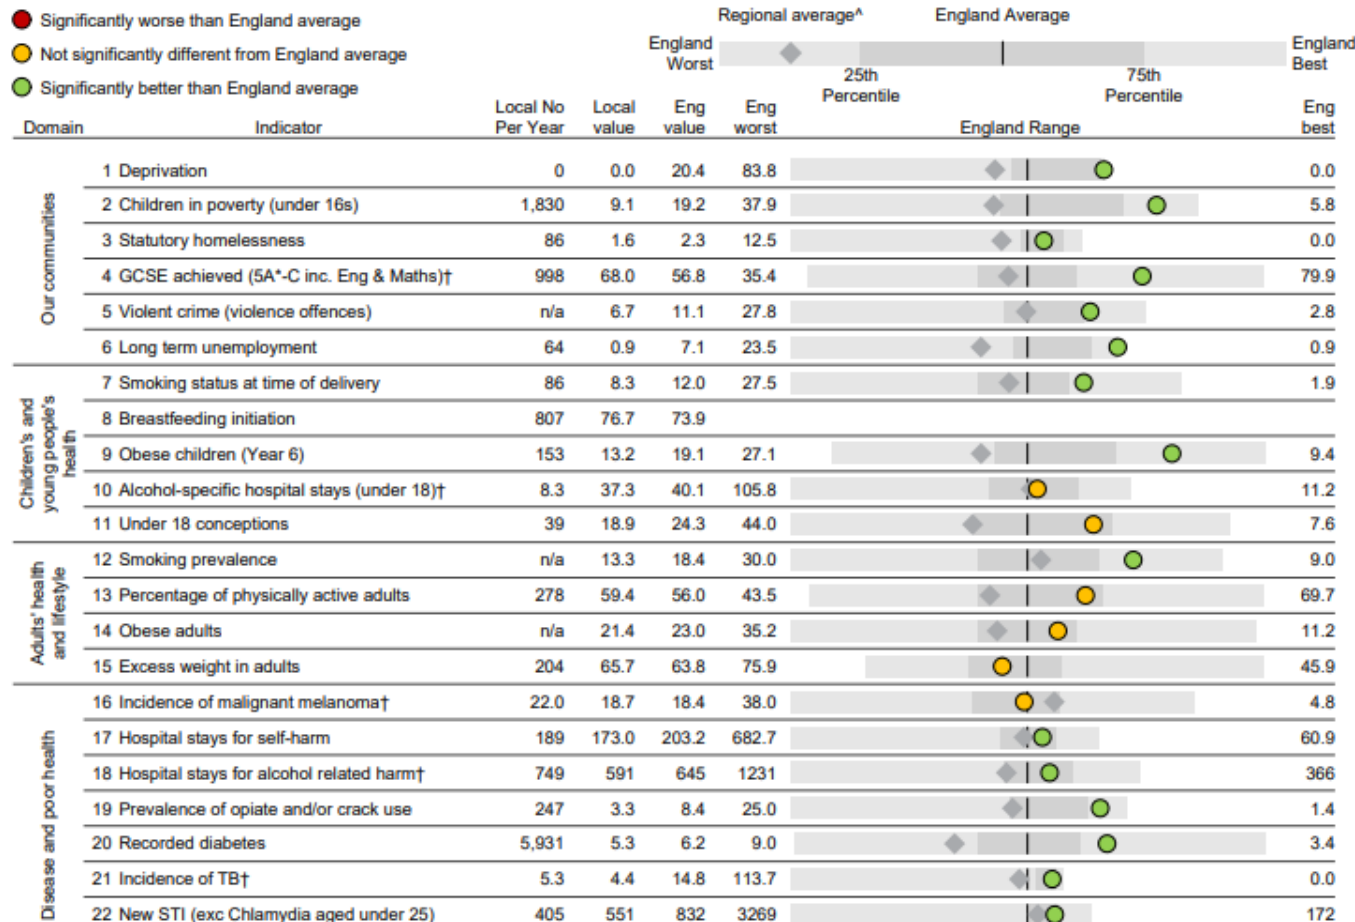 Significantly worse than England average
Not significantly different from England average
Significantly better than England average
Regional average^ England Average
England Worst
England Best
25th Percentile
75th Percentile
Domain Indicator Local No Per Year Local value Eng value Eng worst England Range Eng best
Our communities
1 Deprivation 0 0.0 20.4 83.8 0.0
2 Children in poverty (under 16s) 1,830 9.1 19.2 37.9 5.8
3 Statutory homelessness 86 1.6 2.3 12.5 0.0
4 GCSE achieved (5A*-C inc. Eng & Maths)† 998 68.0 56.8 35.4 79.9
5 Violent crime (violence offences) n/a 6.7 11.1 27.8 2.8
6 Long term unemployment 64 0.9 7.1 23.5 0.9
Children's and young people's health
7 Smoking status at time of delivery 86 8.3 12.0 27.5 1.9
8 Breastfeeding initiation 807 76.7 73.9
9 Obese children (Year 6) 153 13.2 19.1 27.1 9.4
10 Alcohol-specific hospital stays (under 18)† 8.3 37.3 40.1 105.8 11.2
11 Under 18 conceptions 39 18.9 24.3 44.0 7.6
Adults' health and lifestyle
12 Smoking prevalence n/a 13.3 18.4 30.0 9.0
13 Percentage of physically active adults 278 59.4 56.0 43.5 69.7
14 Obese adults n/a 21.4 23.0 35.2 11.2
15 Excess weight in adults 204 65.7 63.8 75.9 45.9
Disease and poor health
16 Incidence of malignant melanoma† 22.0 18.7 18.4 38.0 4.8
17 Hospital stays for self-harm 189 173.0 203.2 682.7 60.9
18 Hospital stays for alcohol related harm† 749 591 645 1231 366
19 Prevalence of opiate and/or crack use 247 3.3 8.4 25.0 1.4
20 Recorded diabetes 5,931 5.3 6.2 9.0 3.4
21 Incidence of TB† 5.3 4.4 14.8 113.7 0.0
22 New STI (exc Chlamydia aged under 25) 405 551 832 3269 172